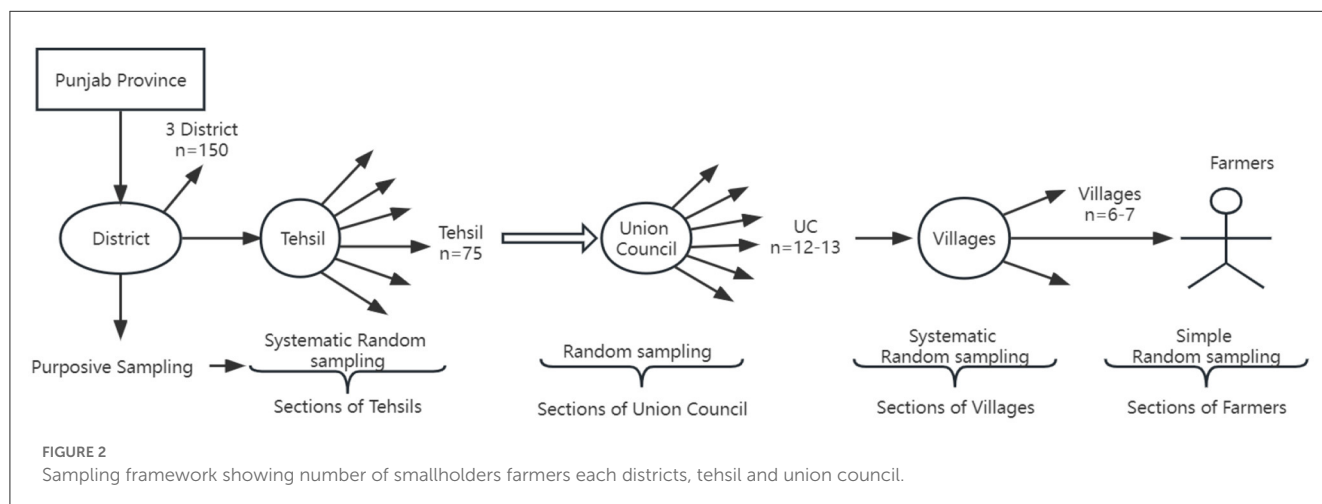 Punjab Province
3 District
n=150
District
Tehsil
Tehsil
n=75
Union
Council
UC
n=12-13
Villages
Villages
n=6-7
Farmers
Purposive Sampling
Systematic Random
sampling
Sections of Tehsils
Random sampling
Sections of Union Council
Systematic
Random sampling
Sections of Villages
Simple
Random sampling
Sections of Farmers
FIGURE 2
Sampling framework showing number of smallholders farmers each districts, tehsil and union council.